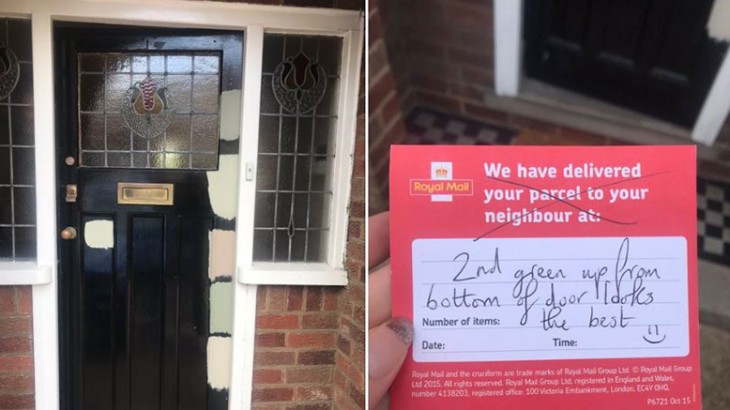 Royal Mail
We have delivered
your parcel to your
neighbour at:
2nd green up from
bottom of door looks
the best
Number of items:
Date: Time:
Royal Mail and the cruciform are trade marks of Royal Mail Group Ltd. © Royal Mail Group
Ltd 2015. All rights reserved. Royal Mail Group Ltd, registered in England and Wales,
number 4138203, registered office: 100 Victoria Embankment, London, EC4Y 0HQ.
P6721 Oct 15